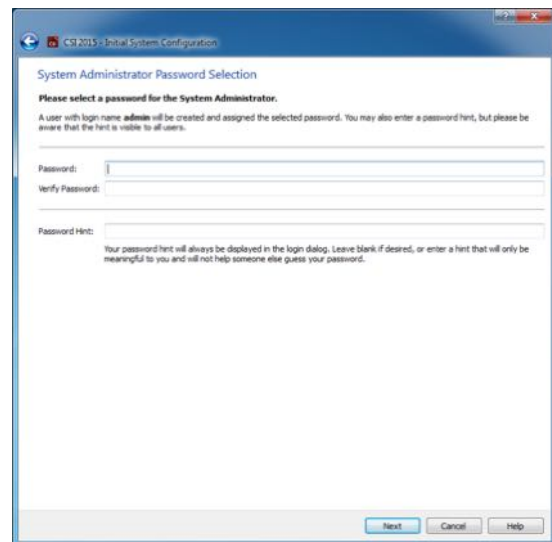 CSI 2015 - Initial System Configuration
System Administrator Password Selection
Please select a password for the System Administrator.
A user with login name admin will be created and assigned the selected password. You may also enter a password hint, but please be
aware that the hint is visible to all users.
Password:
Verify Password:
Password Hint:
Your password hint will always be displayed in the login dialog. Leave blank if desired, or enter a hint that will only be
meaningful to you and will not help someone else guess your password.
Next Cancel Help